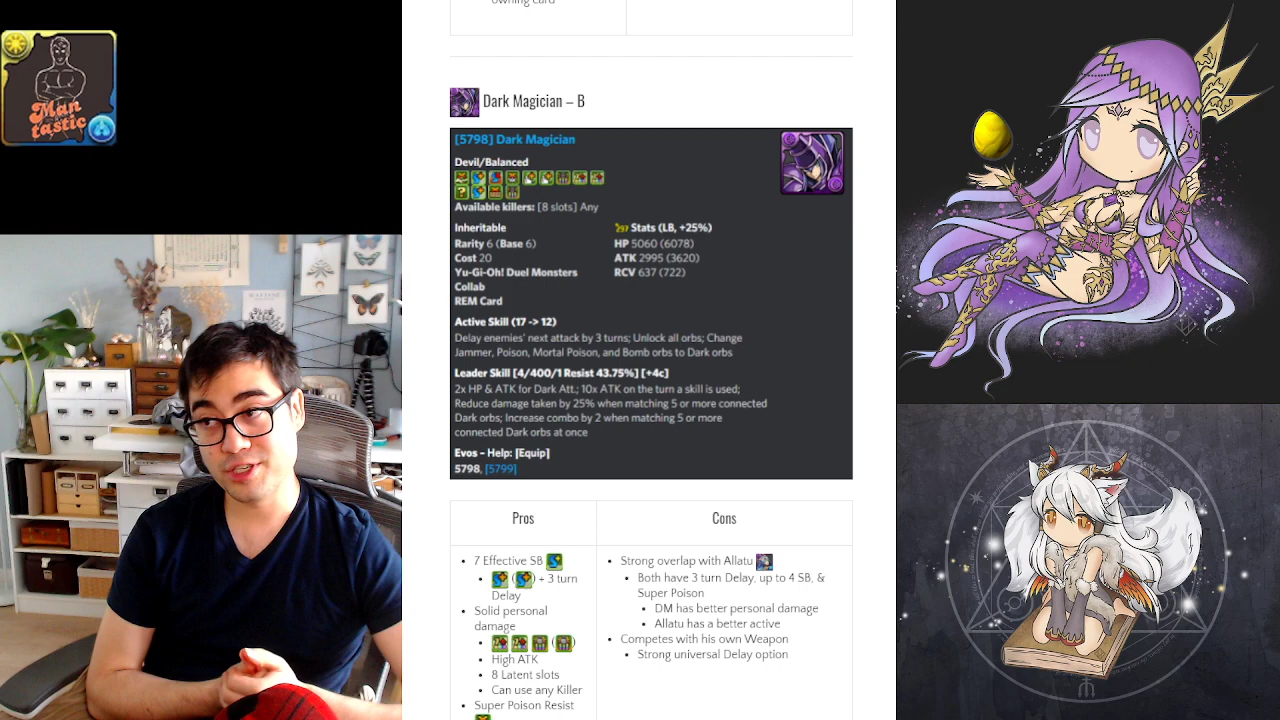 Man
tastic
owning card
Dark Magician – B
[5798] Dark Magician
Devil/Balanced
Available killers: [8 slots] Any
Inheritable
Rarity 6 (Base 6)
Cost 20
Yu-Gi-Oh! Duel Monsters
Collab
REM Card
297 Stats (LB, +25%)
HP 5060 (6078)
ATK 2995 (3620)
RCV 637 (722)
Active Skill (17 -> 12)
Delay enemies' next attack by 3 turns; Unlock all orbs; Change
Jammer, Poison, Mortal Poison, and Bomb orbs to Dark orbs
Leader Skill [4/400/1 Resist 43.75%] [+4c]
2x HP & ATK for Dark Att.; 10x ATK on the turn a skill is used;
Reduce damage taken by 25% when matching 5 or more connected
Dark orbs; Increase combo by 2 when matching 5 or more
connected Dark orbs at once
Evos – Help: [Equip]
5798, [5799]
Pros
7 Effective SB
( ) + 3 turn
Delay
Solid personal
damage
( )
High ATK
8 Latent slots
Can use any Killer
Super Poison Resist
Cons
Strong overlap with Allatu
Both have 3 turn Delay, up to 4 SB, &
Super Poison
DM has better personal damage
Allatu has a better active
Competes with his own Weapon
Strong universal Delay option